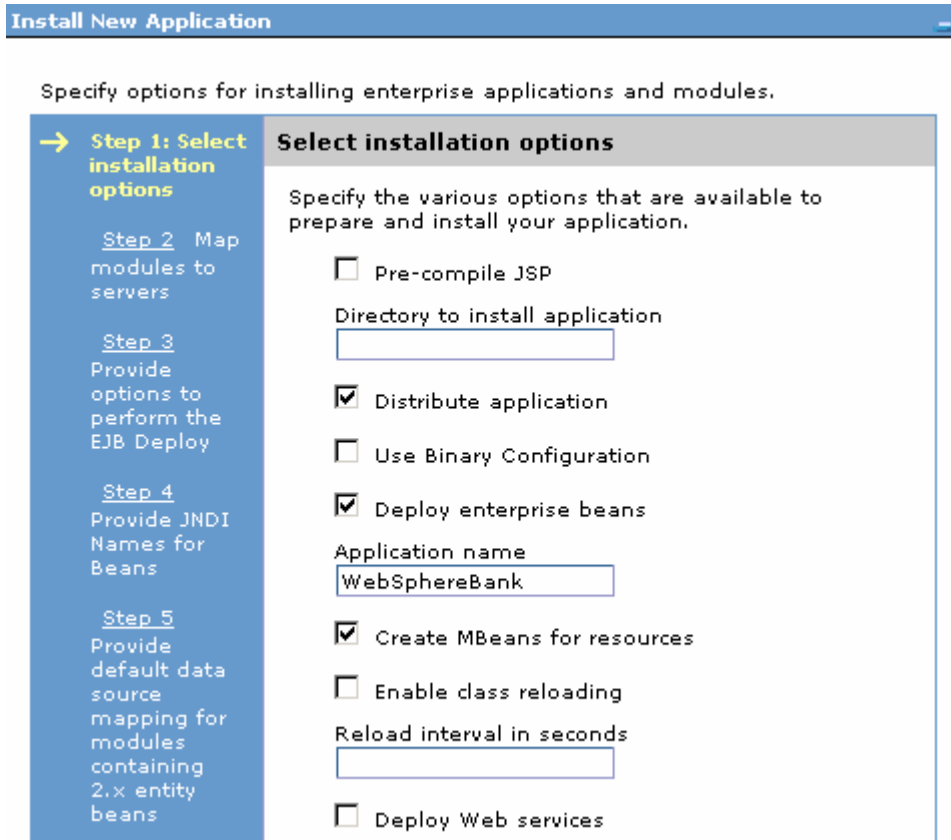 Install New Application
Specify options for installing enterprise applications and modules.
Step 1: Select
installation
options
Step 2 Map
modules to
servers
Step 3
Provide
options to
perform the
EJB Deploy
Step 4
Provide JNDI
Names for
Beans
Step 5
Provide
default data
source
mapping for
modules
containing
2.x entity
beans
Select installation options
Specify the various options that are available to
prepare and install your application.
Pre-compile JSP
Directory to install application
Distribute application
Use Binary Configuration
Deploy enterprise beans
Application name
WebSphereBank
Create MBeans for resources
Enable class reloading
Reload interval in seconds
Deploy Web services